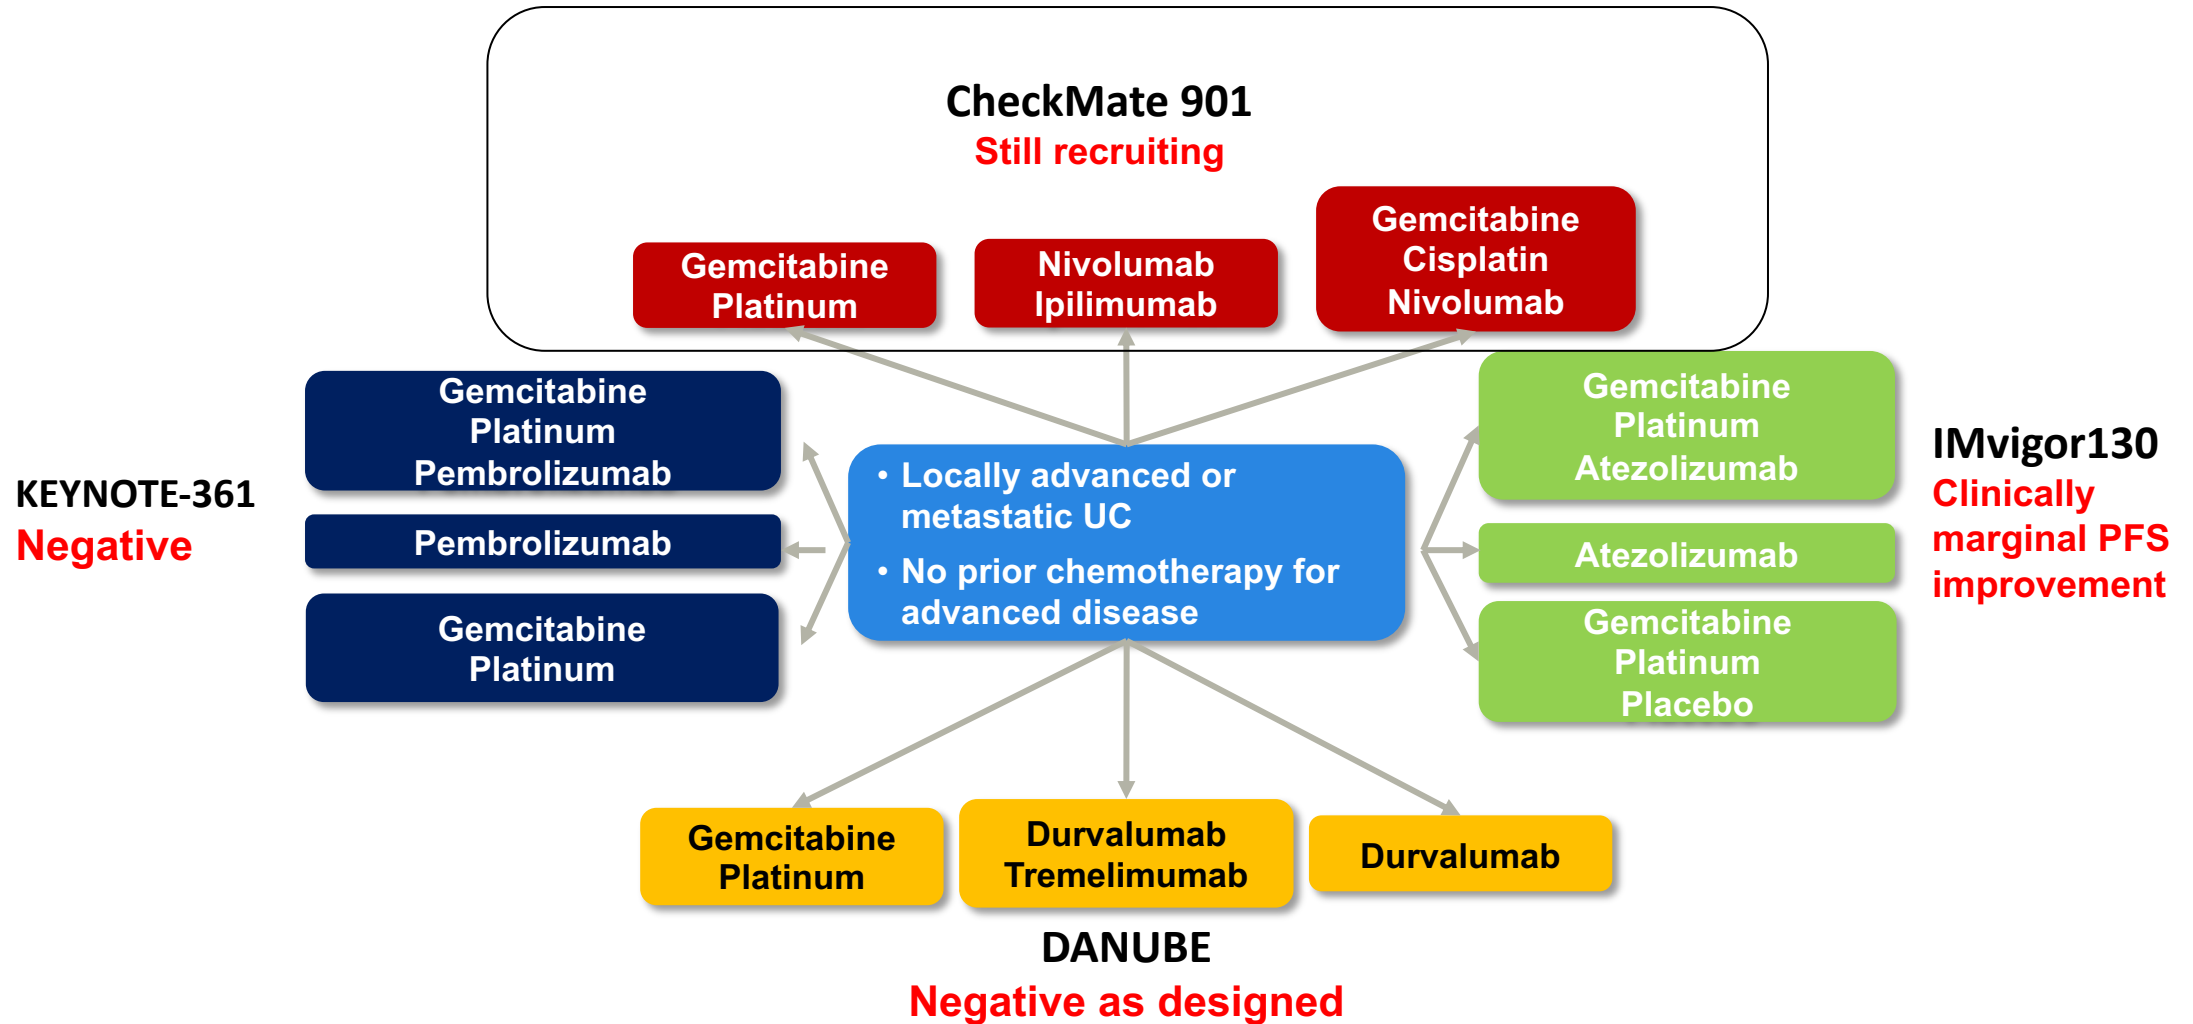 CheckMate 901
Still recruiting
Gemcitabine
Platinum
Nivolumab
Ipilimumab
Gemcitabine
Cisplatin
Nivolumab
KEYNOTE-361
Negative
Gemcitabine
Platinum
Pembrolizumab
Pembrolizumab
Gemcitabine
Platinum
• Locally advanced or
metastatic UC
• No prior chemotherapy for
advanced disease
Gemcitabine
Platinum
Atezolizumab
Atezolizumab
Gemcitabine
Platinum
Placebo
IMvigor130
Clinically
marginal PFS
improvement
Gemcitabine
Platinum
Durvalumab
Tremelimumab
Durvalumab
DANUBE
Negative as designed